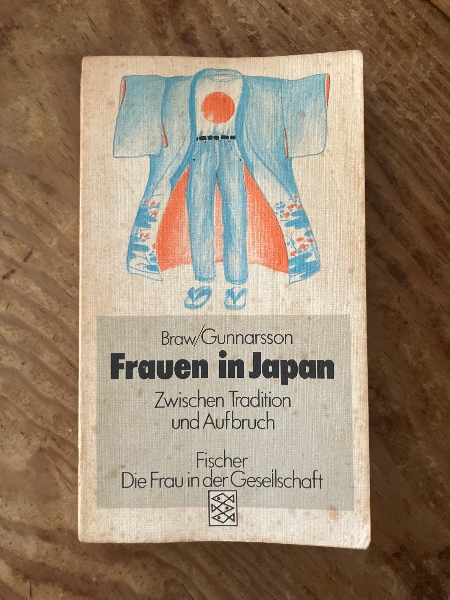 Braw/Gunnarsson
Frauen in Japan
Zwischen Tradition
und Aufbruch
Fischer
Die Frau in der Gesellschaft